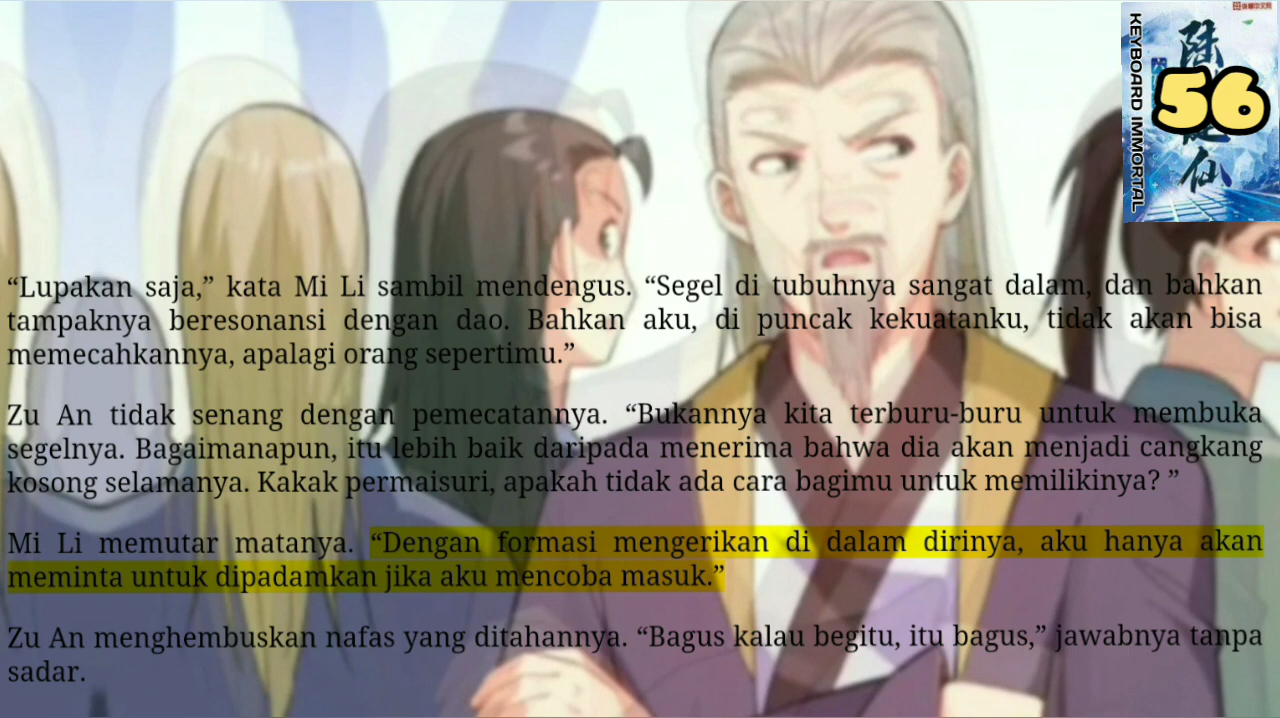 KEYBOARD IMMORTAL
56
“Lupakan saja,” kata Mi Li sambil mendengus. “Segel di tubuhnya sangat dalam, dan bahkan
tampaknya beresonansi dengan dao. Bahkan aku, di puncak kekuatanku, tidak akan bisa
memecahkannya, apalagi orang sepertimu.”
Zu An tidak senang dengan pemecatannya. “Bukannya kita terburu-buru untuk membuka
segelnya. Bagaimanapun, itu lebih baik daripada menerima bahwa dia akan menjadi cangkang
kosong selamanya. Kakak permaisuri, apakah tidak ada cara bagimu untuk memilikinya? ”
Mi Li memutar matanya. “Dengan formasi mengerikan di dalam dirinya, aku hanya akan
meminta untuk dipadamkan jika aku mencoba masuk.”
Zu An menghembuskan nafas yang ditahannya. “Bagus kalau begitu, itu bagus,” jawabnya tanpa
sadar.